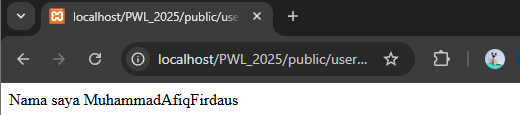 localhost/PWL_2025/public/use
localhost/PWL_2025/public/user...
Nama saya MuhammadAfiqFirdaus